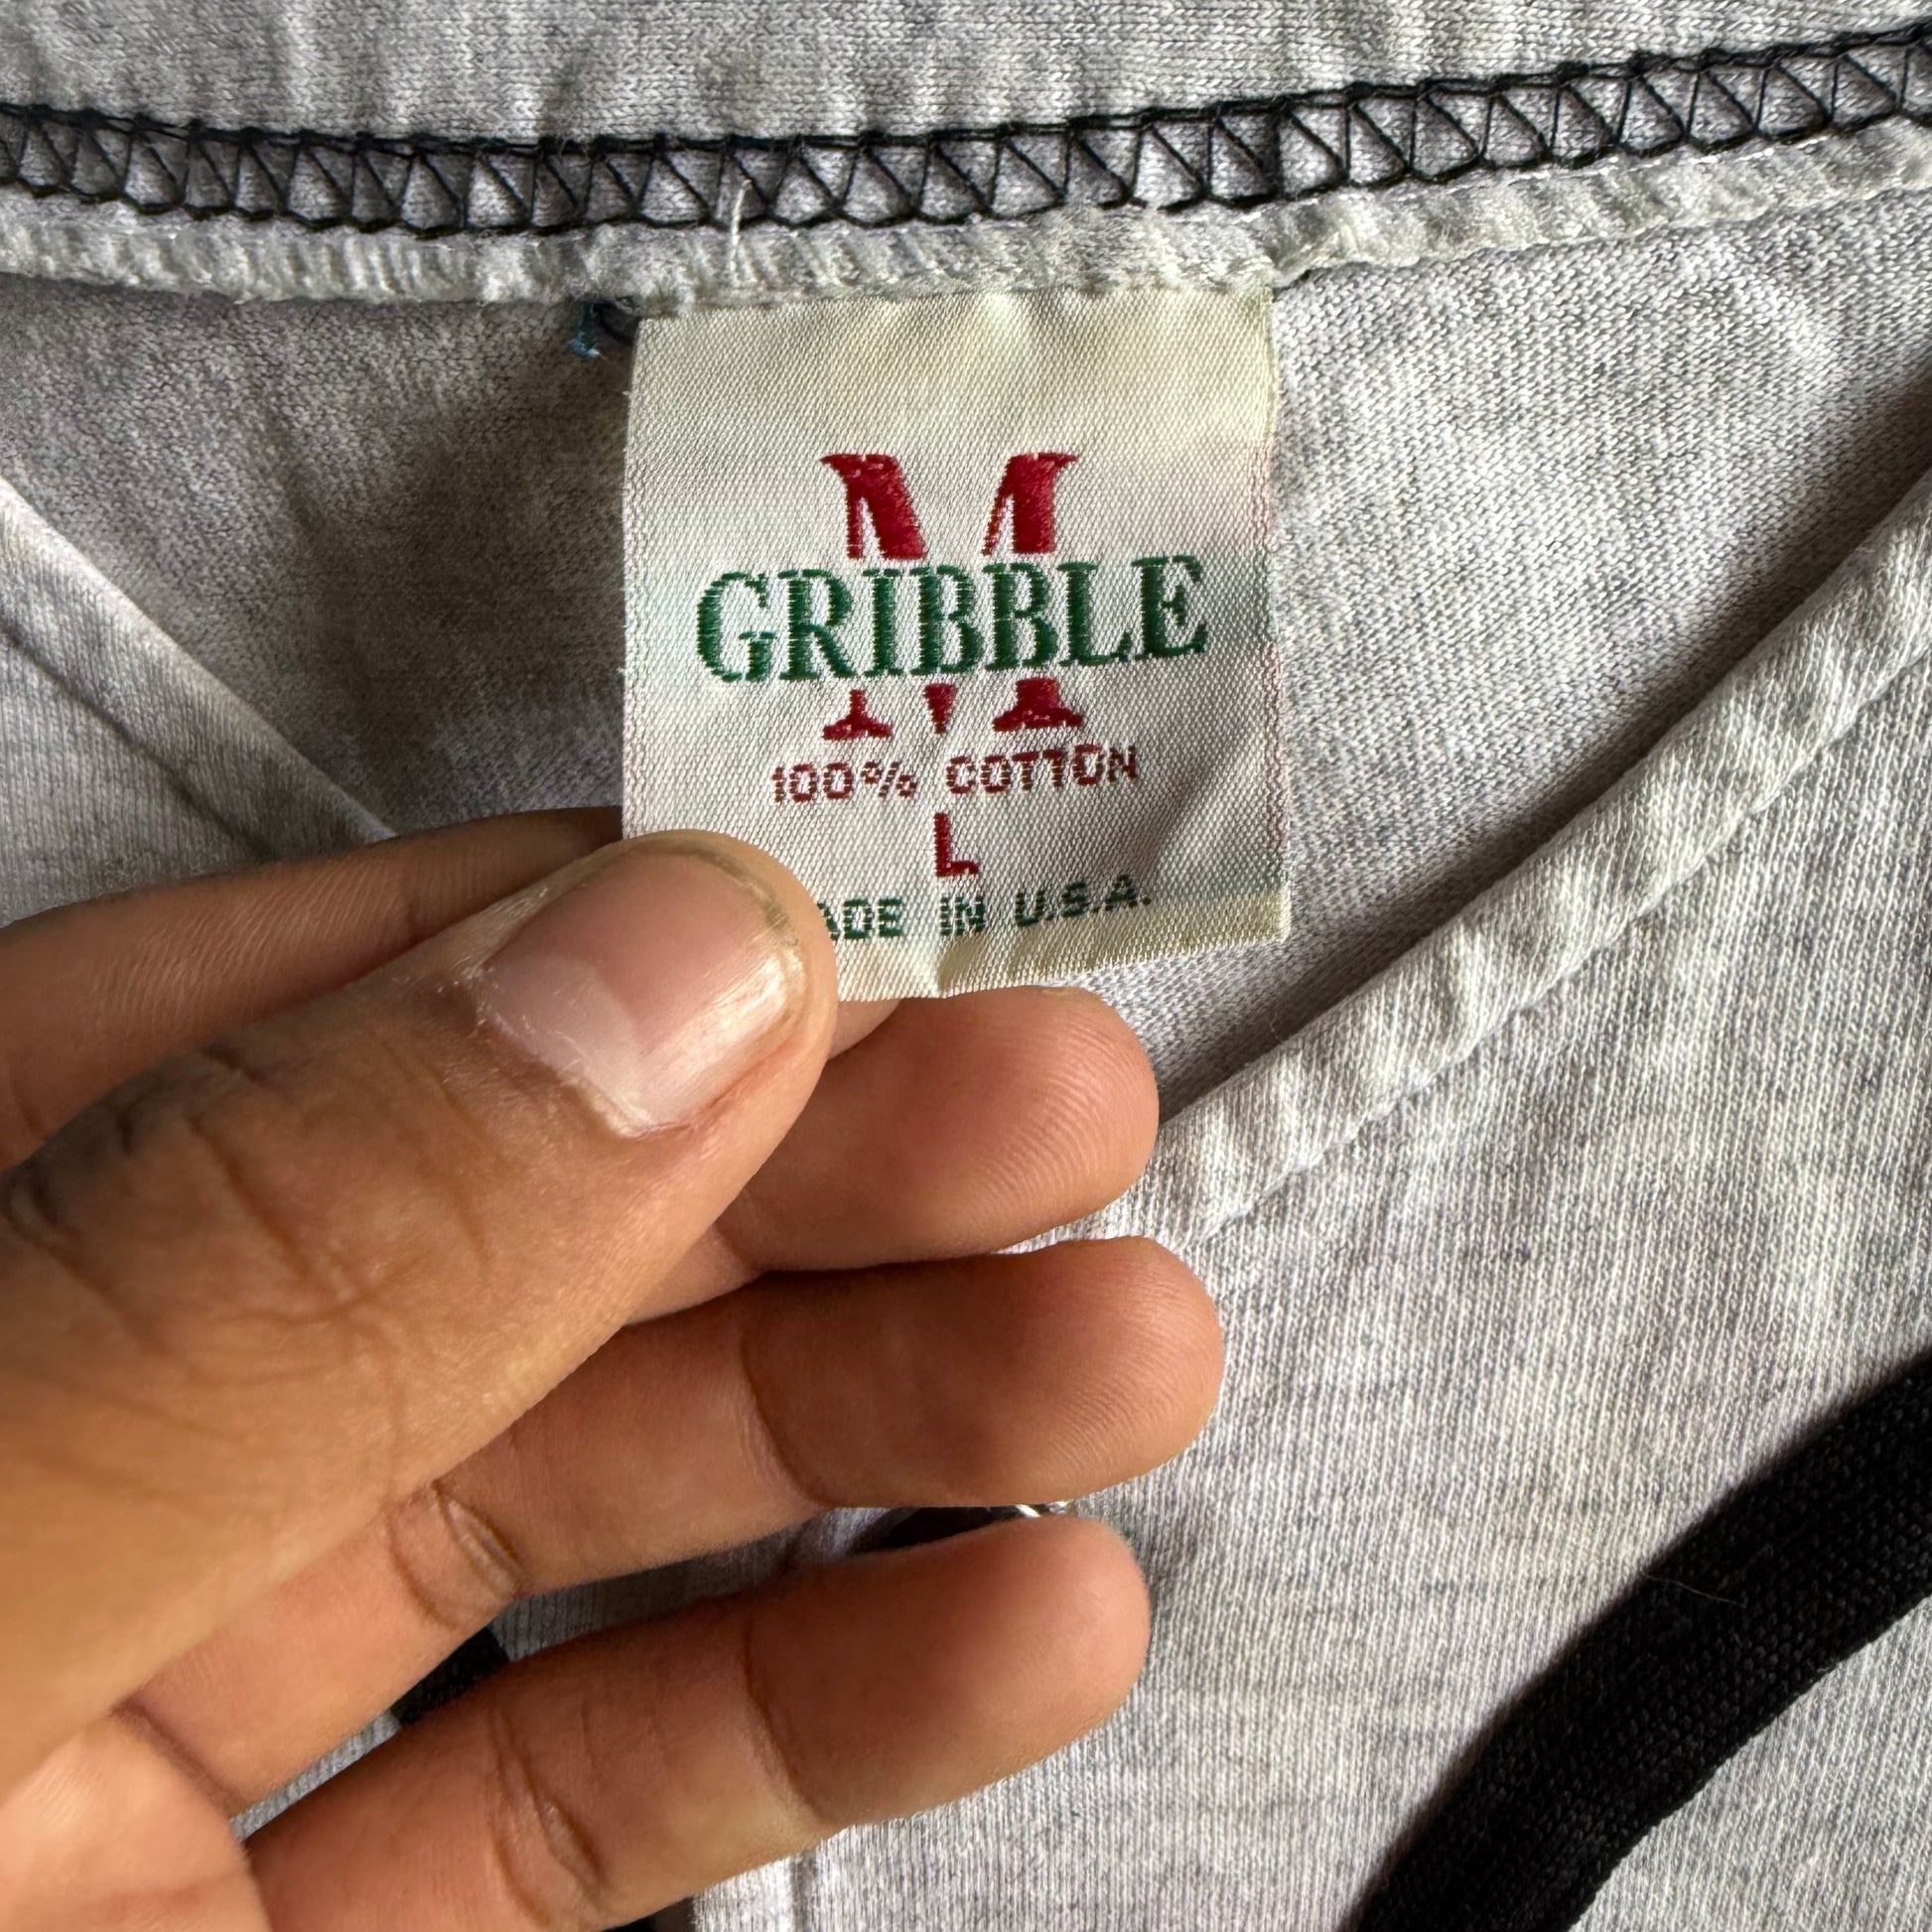 M
GRIBBLE
100% COTTON
L
ADE IN U.S.A.